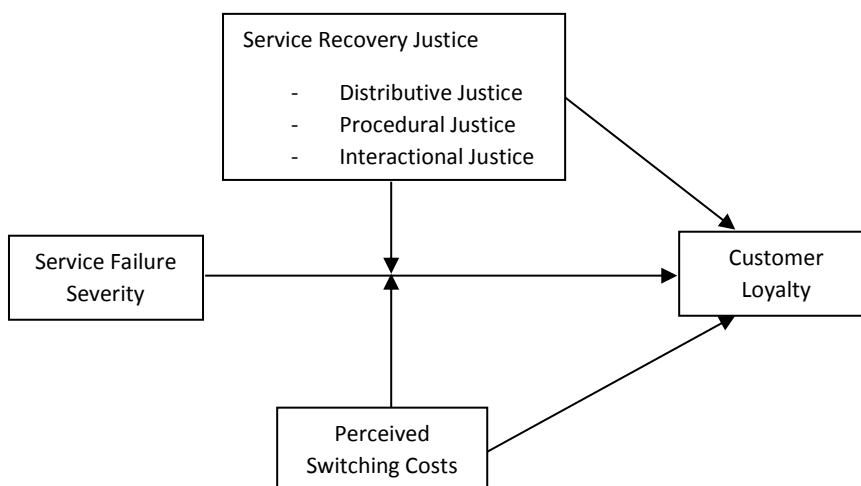 Service Recovery Justice
- Distributive Justice
- Procedural Justice
- Interactional Justice
Service Failure
Severity
Customer
Loyalty
Perceived
Switching Costs